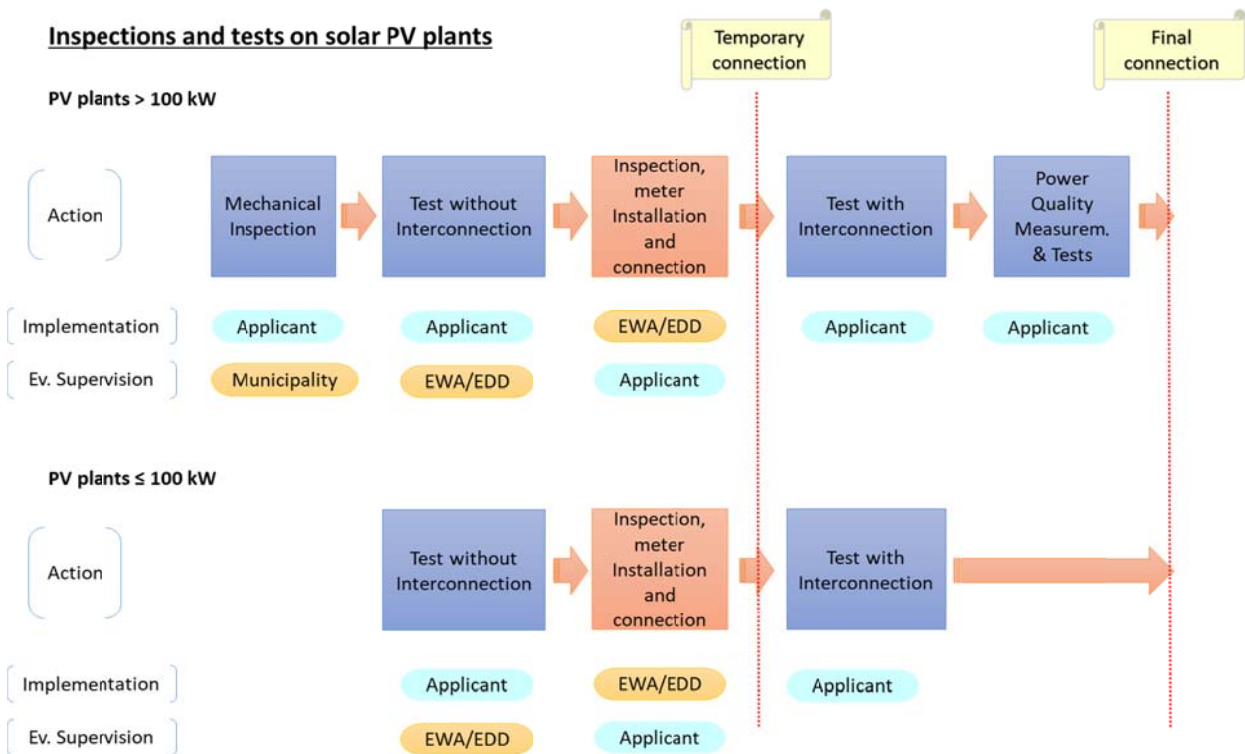 Inspections and tests on solar PV plants
Temporary
connection
Final
connection
PV plants > 100 kW
Action
Mechanical
Inspection
Test without
Interconnection
Inspection,
meter
Installation
and
connection
Test with
Interconnection
Power
Quality
Measurem.
& Tests
Implementation
Applicant
Applicant
EWA/EDD
Applicant
Applicant
Ev. Supervision
Municipality
EWA/EDD
Applicant
PV plants ≤ 100 kW
Action
Test without
Interconnection
Inspection,
meter
Installation
and
connection
Test with
Interconnection
Implementation
Applicant
EWA/EDD
Applicant
Ev. Supervision
EWA/EDD
Applicant